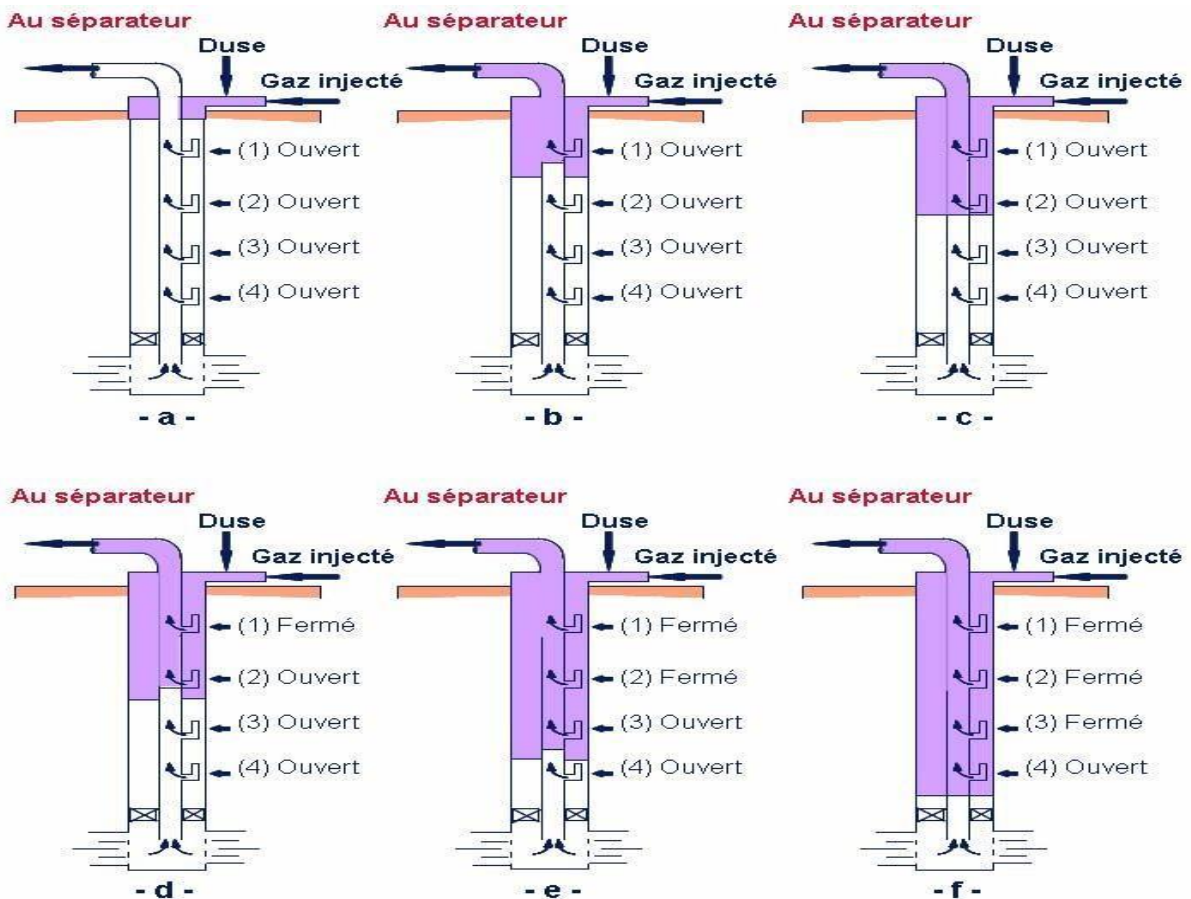 Au séparateur
Duse
Gaz injecté
(1) Ouvert
(2) Ouvert
(3) Ouvert
(4) Ouvert
- a -
Au séparateur
Duse
Gaz injecté
(1) Ouvert
(2) Ouvert
(3) Ouvert
(4) Ouvert
- b -
Au séparateur
Duse
Gaz injecté
(1) Ouvert
(2) Ouvert
(3) Ouvert
(4) Ouvert
- c -
Au séparateur
Duse
Gaz injecté
(1) Fermé
(2) Ouvert
(3) Ouvert
(4) Ouvert
- d -
Au séparateur
Duse
Gaz injecté
(1) Fermé
(2) Fermé
(3) Ouvert
(4) Ouvert
- e -
Au séparateur
Duse
Gaz injecté
(1) Fermé
(2) Fermé
(3) Fermé
(4) Ouvert
- f -